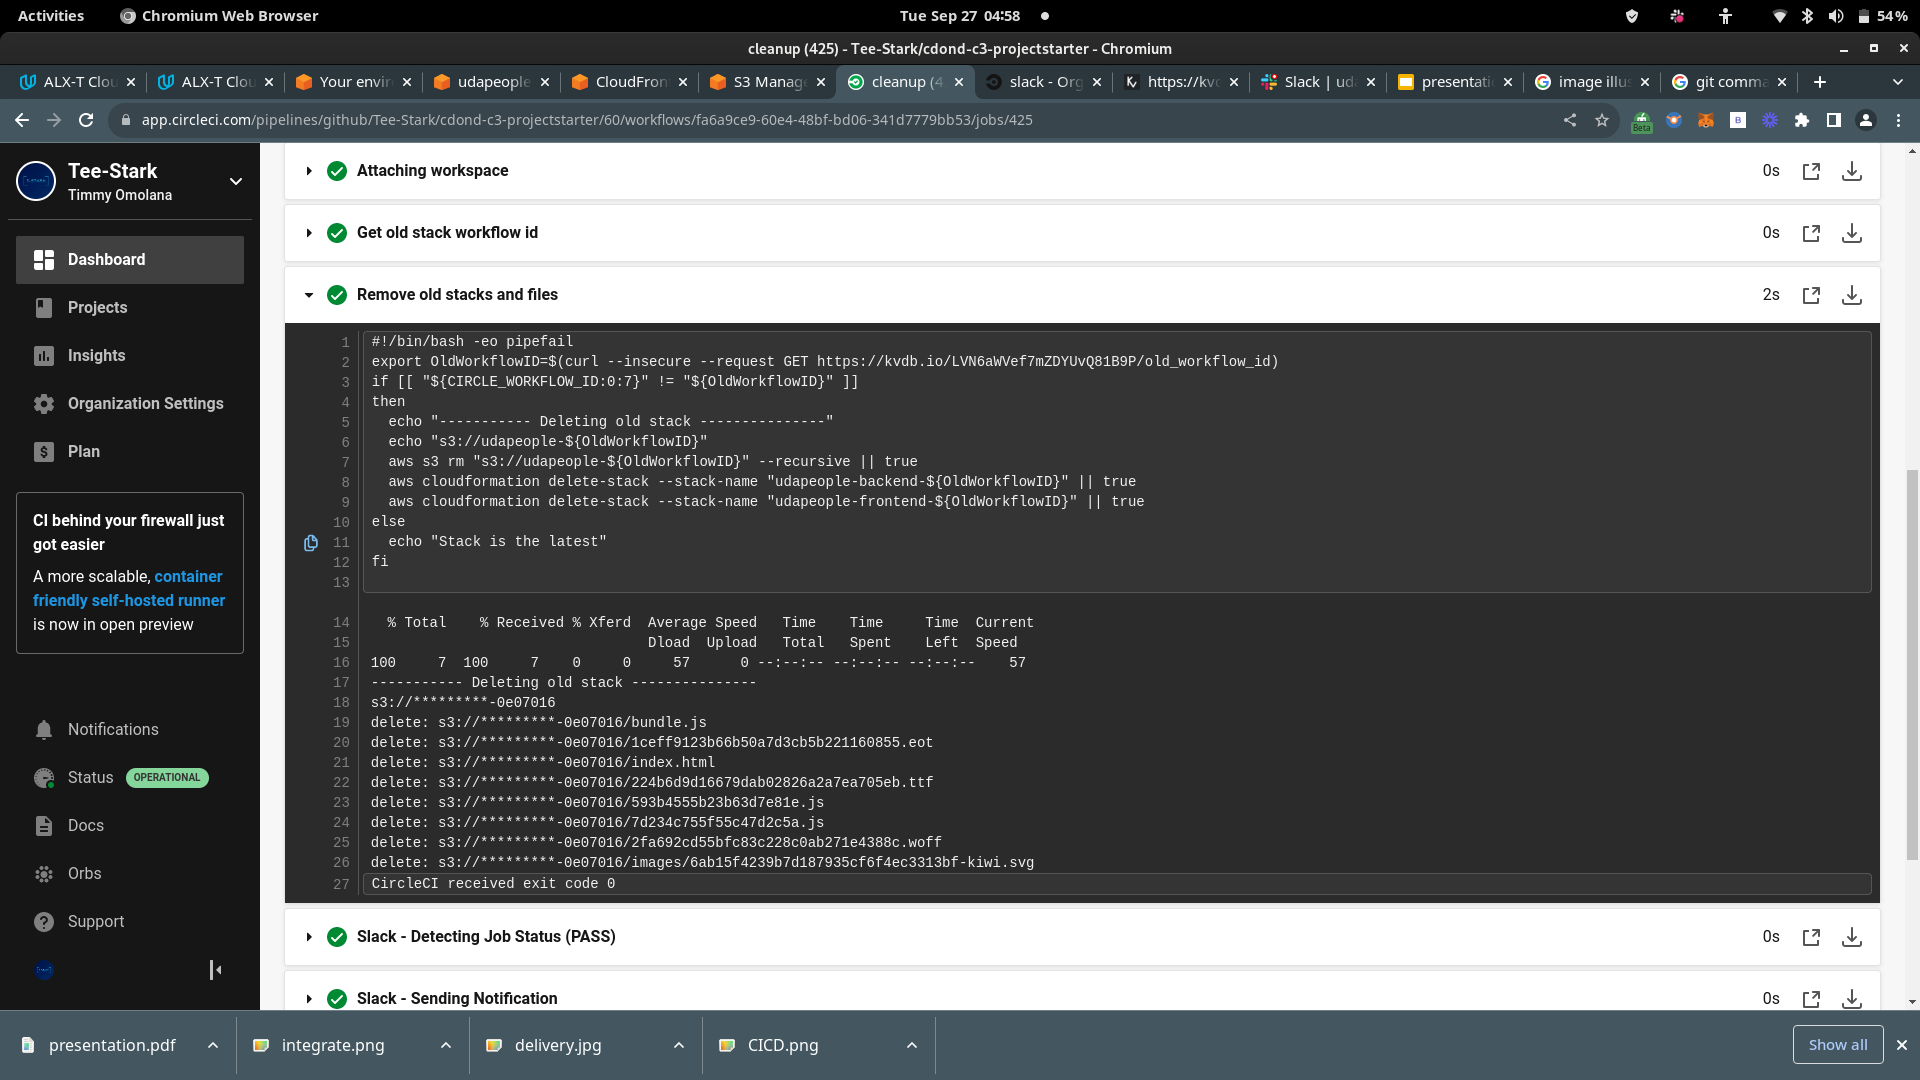 Activities
Chromium Web Browser
Tue Sep 27 04:58
54%
cleanup (425) - Tee-Stark/cdond-c3-projectstarter - Chromium
ALX-T Clou
ALX-T Clou
Your envir
udapeople
CloudFron
S3 Manag
cleanup (4
slack - Org
https://kvd
Slack | uda
presentati
image illus
git comma
app.circleci.com/pipelines/github/Tee-Stark/cdond-c3-projectstarter/60/workflows/fa6a9ce9-60e4-48bf-bd06-341d7779bb53/jobs/425
Beta
B
Tee-Stark
Timmy Omolana
Dashboard
Projects
Insights
Organization Settings
Plan
CI behind your firewall just
got easier
A more scalable, container
friendly self-hosted runner
is now in open preview
Notifications
Status OPERATIONAL
Docs
Orbs
Support
Attaching workspace 0s
Get old stack workflow id 0s
Remove old stacks and files 2s
1 #!/bin/bash -eo pipefail
2 export OldWorkflowID=$(curl --insecure --request GET https://kvdb.io/LVN6aWVef7mZDYUvQ81B9P/old_workflow_id)
3 if [[ "${CIRCLE_WORKFLOW_ID:0:7}" != "${OldWorkflowID}" ]]
4 then
5 echo "----------- Deleting old stack ---------------"
6 echo "s3://udapeople-${OldWorkflowID}"
7 aws s3 rm "s3://udapeople-${OldWorkflowID}" --recursive || true
8 aws cloudformation delete-stack --stack-name "udapeople-backend-${OldWorkflowID}" || true
9 aws cloudformation delete-stack --stack-name "udapeople-frontend-${OldWorkflowID}" || true
10 else
11 echo "Stack is the latest"
12 fi
13
14 % Total % Received % Xferd Average Speed Time Time Time Current
15 Dload Upload Total Spent Left Speed
16 100 7 100 7 0 0 57 0 --:--:-- --:--:-- --:--:-- 57
17 ----------- Deleting old stack ---------------
18 s3://*********-0e07016
19 delete: s3://*********-0e07016/bundle.js
20 delete: s3://*********-0e07016/1ceff9123b66b50a7d3cb5b221160855.eot
21 delete: s3://*********-0e07016/index.html
22 delete: s3://*********-0e07016/224b6d9d16679dab02826a2a7ea705eb.ttf
23 delete: s3://*********-0e07016/593b4555b23b63d7e81e.js
24 delete: s3://*********-0e07016/7d234c755f55c47d2c5a.js
25 delete: s3://*********-0e07016/2fa692cd55bfc83c228c0ab271e4388c.woff
26 delete: s3://*********-0e07016/images/6ab15f4239b7d187935cf6f4ec3313bf-kiwi.svg
27 CircleCI received exit code 0
Slack - Detecting Job Status (PASS) 0s
Slack - Sending Notification 0s
presentation.pdf
integrate.png
delivery.jpg
CICD.png
Show all